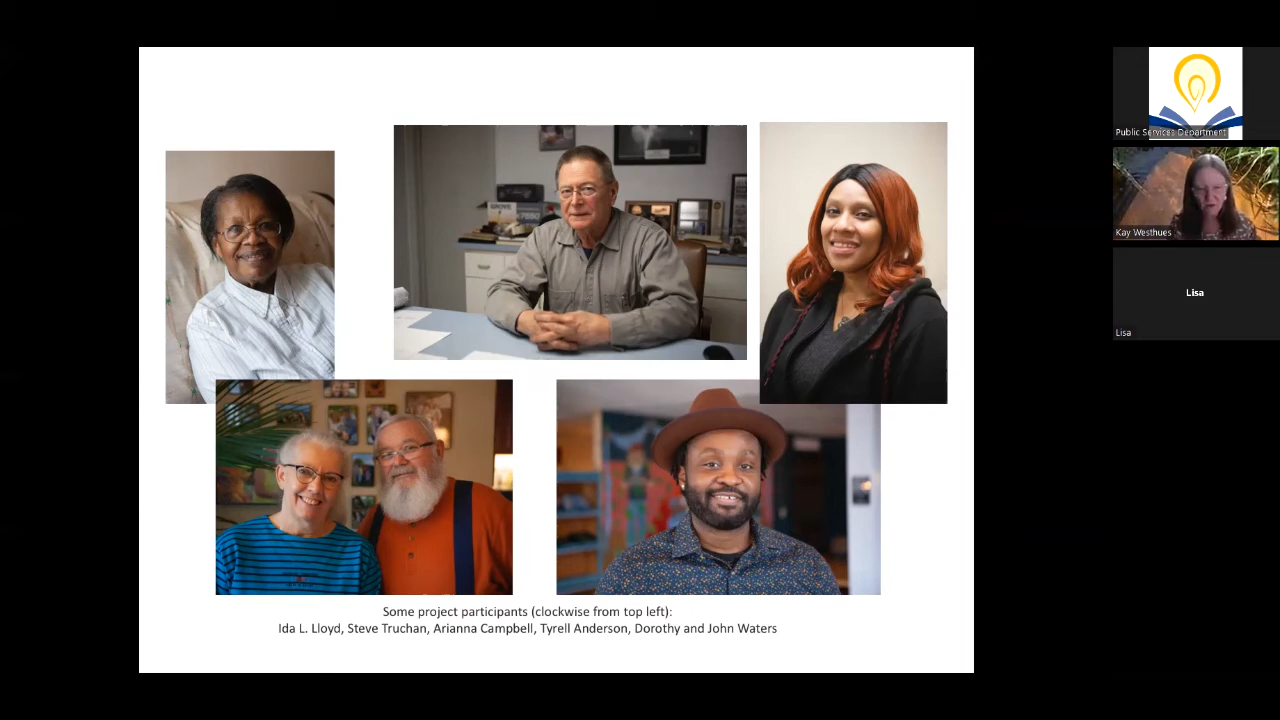 Some project participants (clockwise from top left):
Ida L. Lloyd, Steve Truchan, Arianna Campbell, Tyrell Anderson, Dorothy and John Waters
Public Services Department
Kay Westhues
Lisa
Lisa